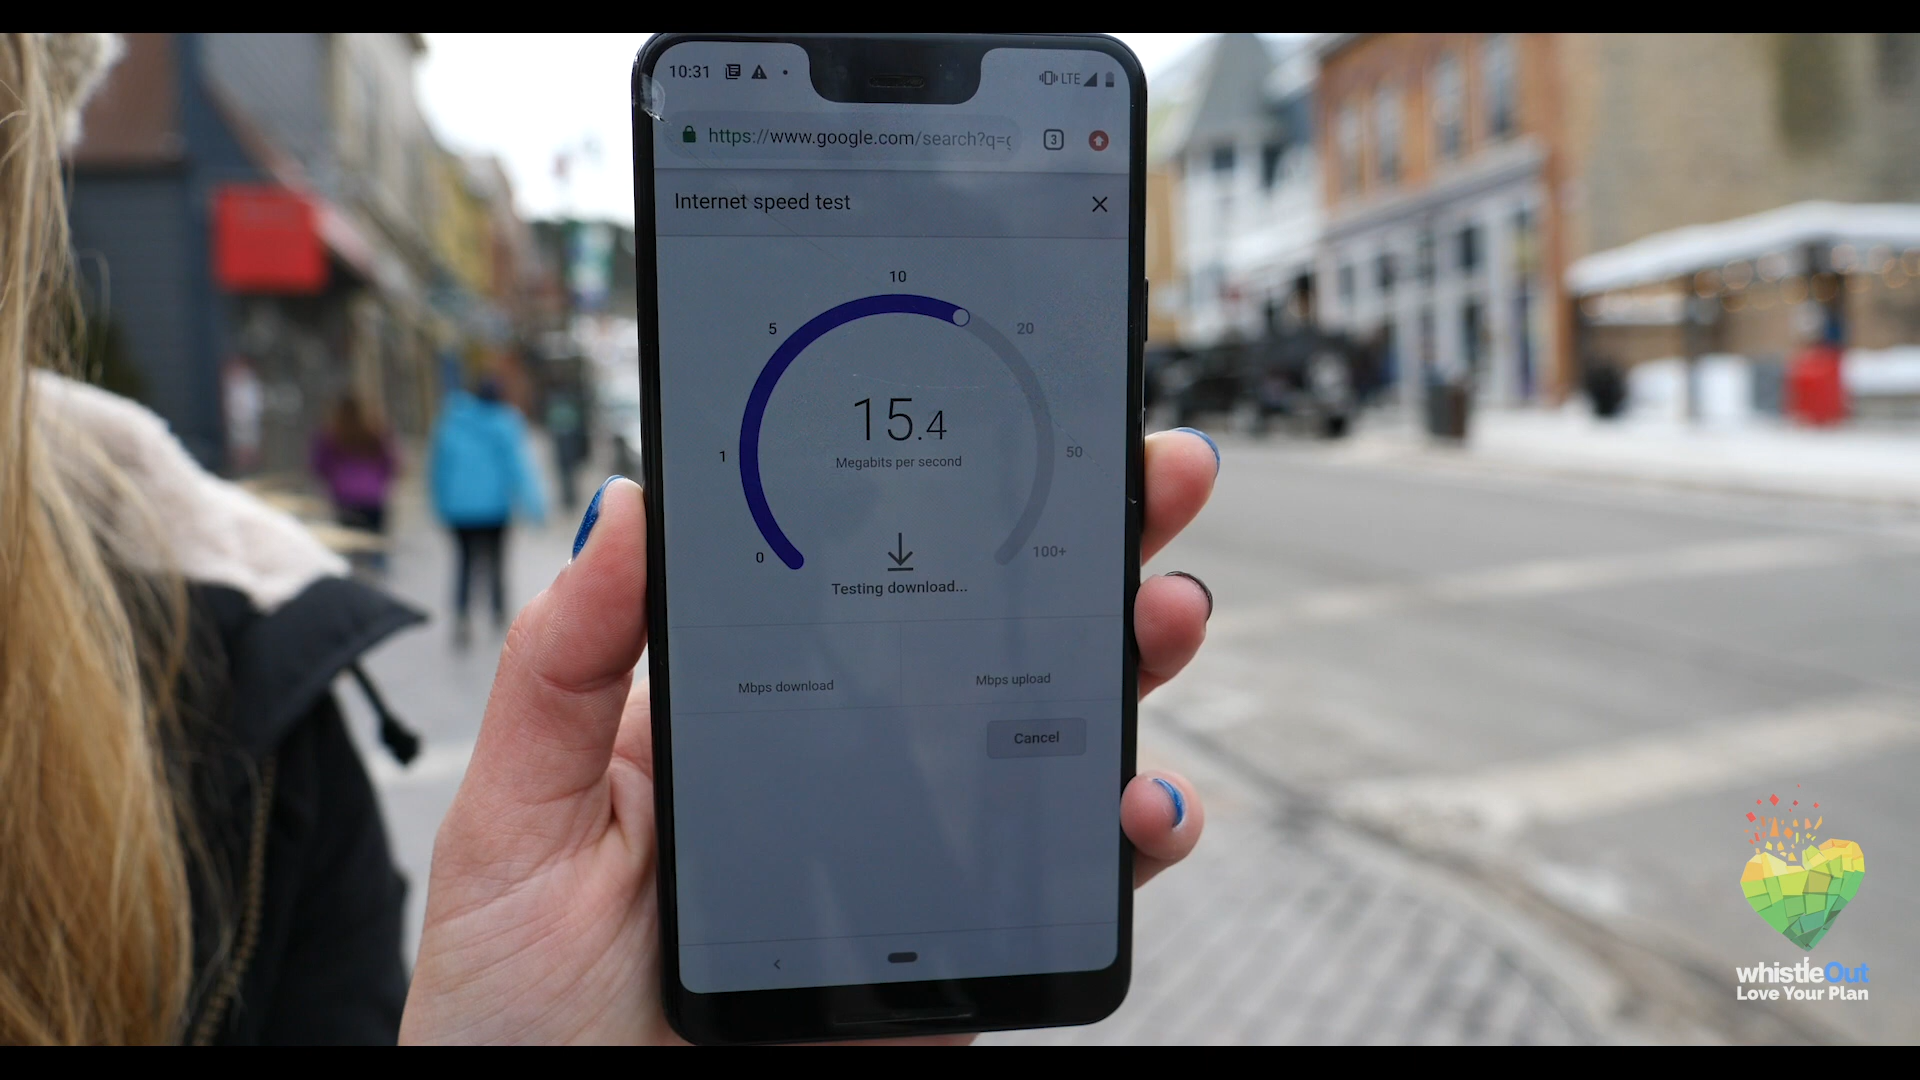 10:31
LTE
https://www.google.com/search?q=
3
Internet speed test
10
5
20
15.4
Megabits per second
1
50
0
100+
Testing download...
Mbps download
Mbps upload
Cancel
whistleOut
Love Your Plan